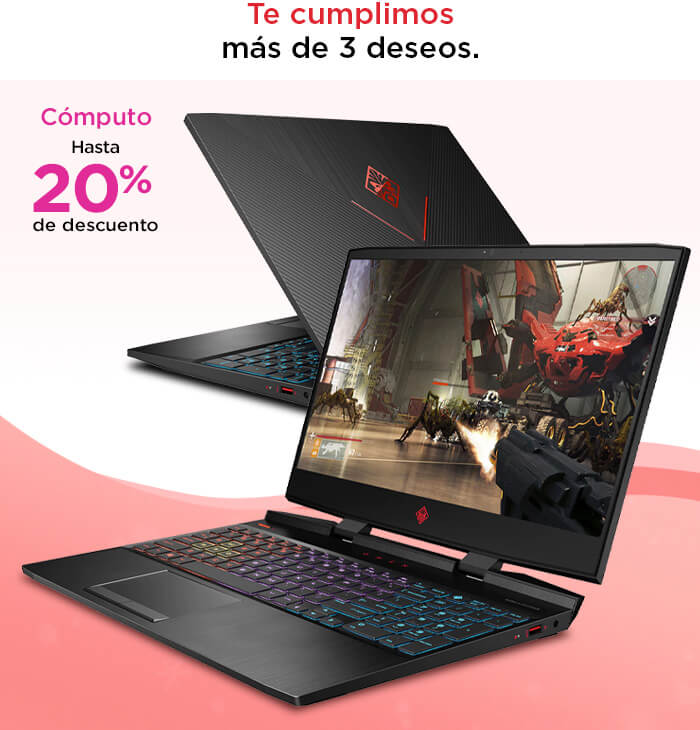 Te cumplimos
más de 3 deseos.
Cómputo
Hasta
20%
de descuento